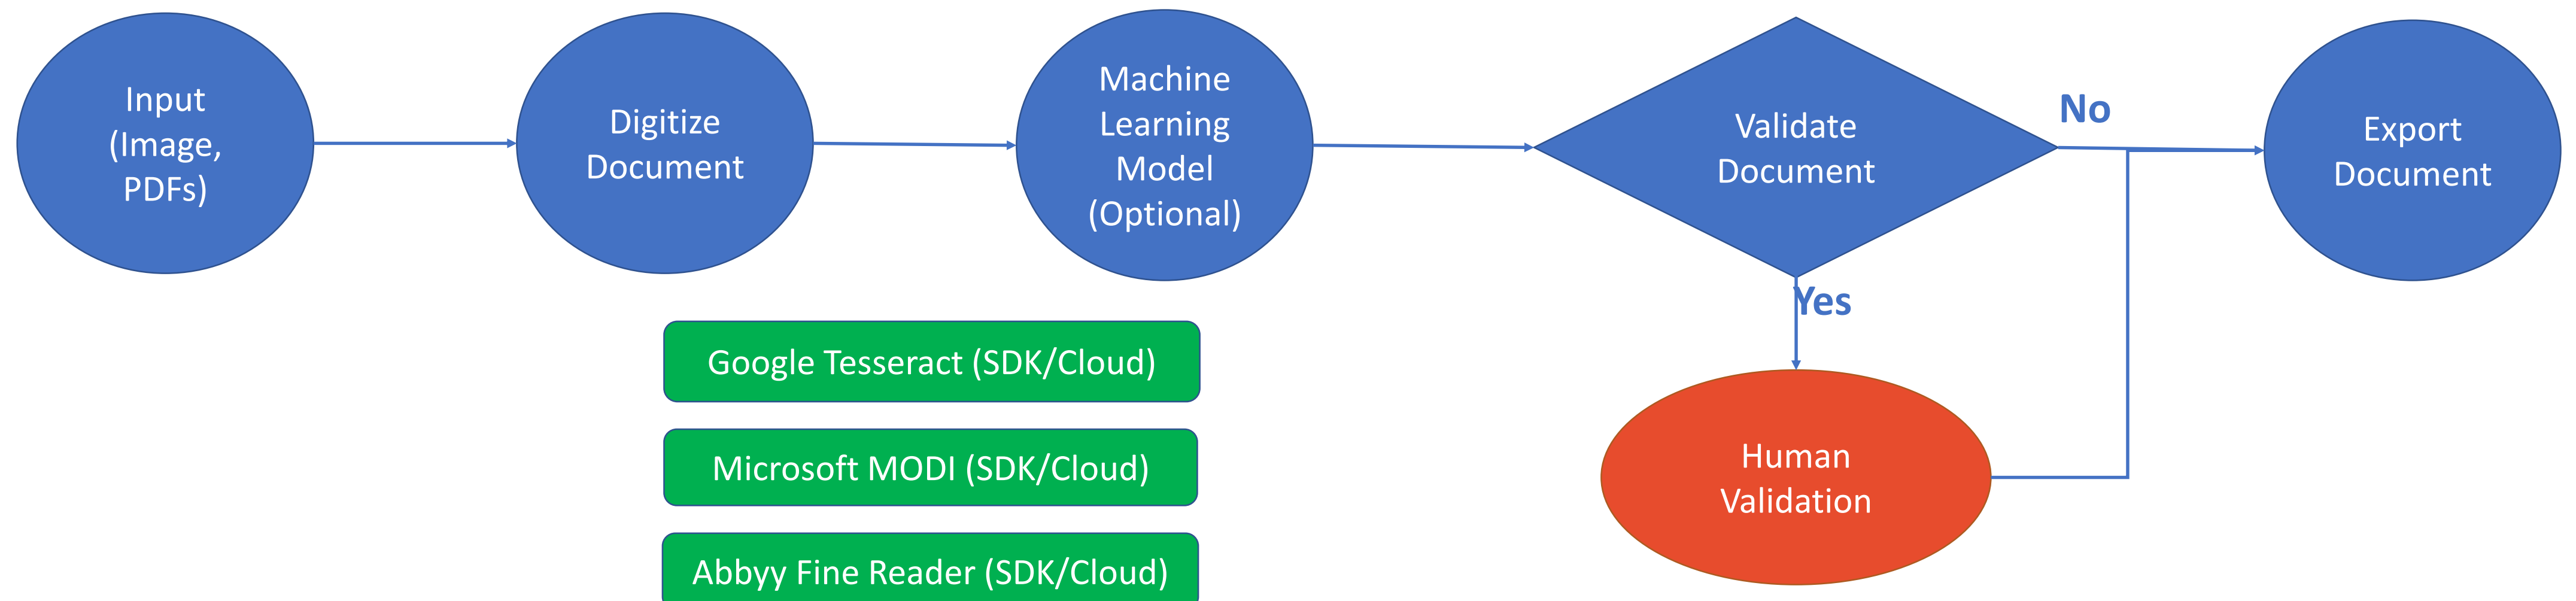 Input
(Image,
PDFs)
Digitize
Document
Machine
Learning
Model
(Optional)
Validate
Document
No
Export
Document
Yes
Google Tesseract (SDK/Cloud)
Microsoft MODI (SDK/Cloud)
Abbyy Fine Reader (SDK/Cloud)
Human
Validation